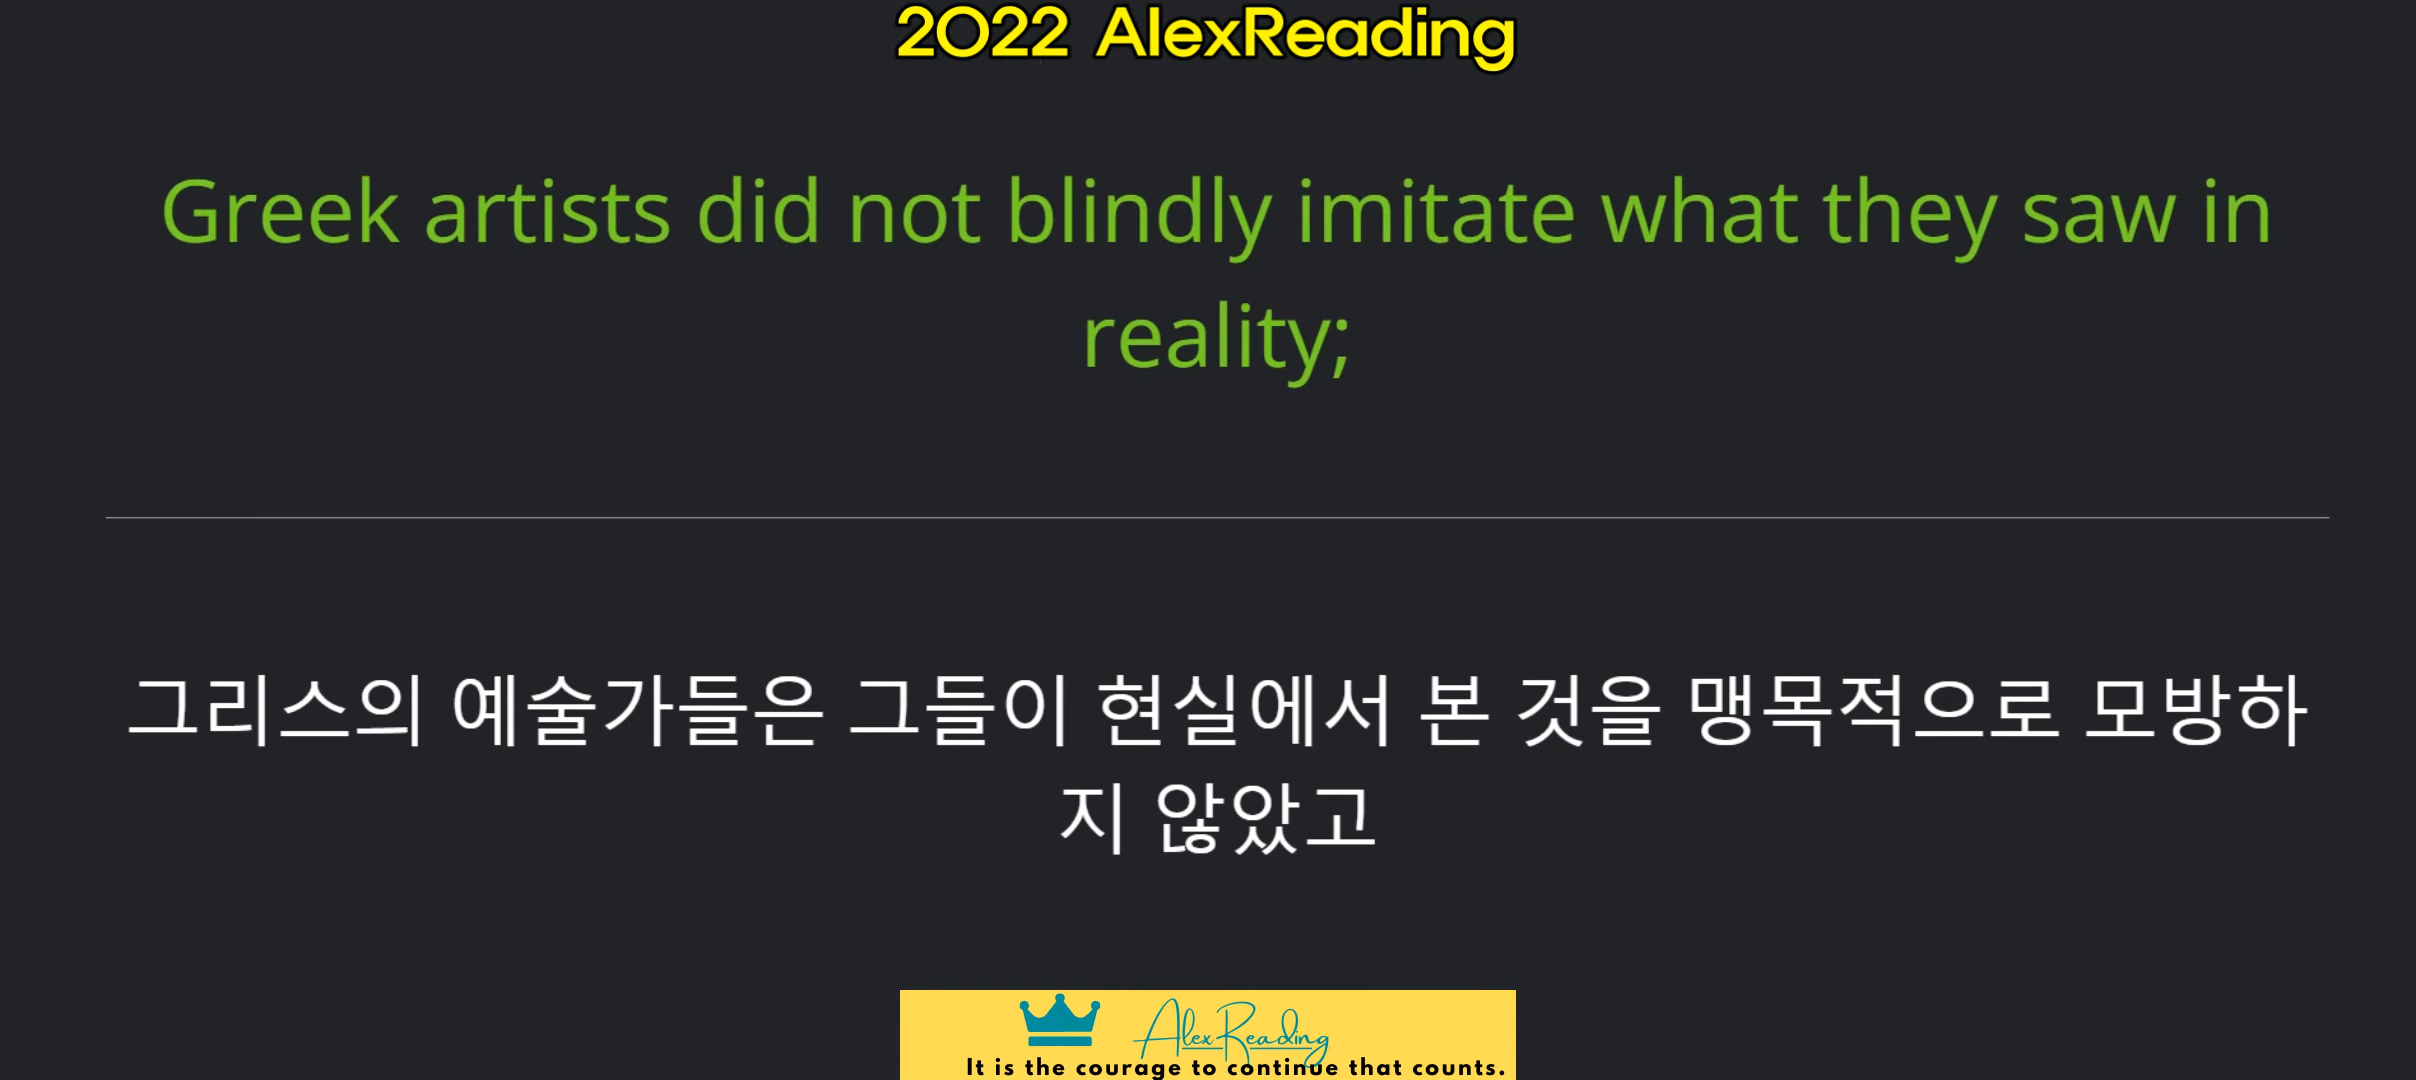 2022 AlexReading
Greek artists did not blindly imitate what they saw in
reality;
그리스의 예술가들은 그들이 현실에서 본 것을 맹목적으로 모방하
지 않았고
AlexReading
It is the courage to continue that counts.